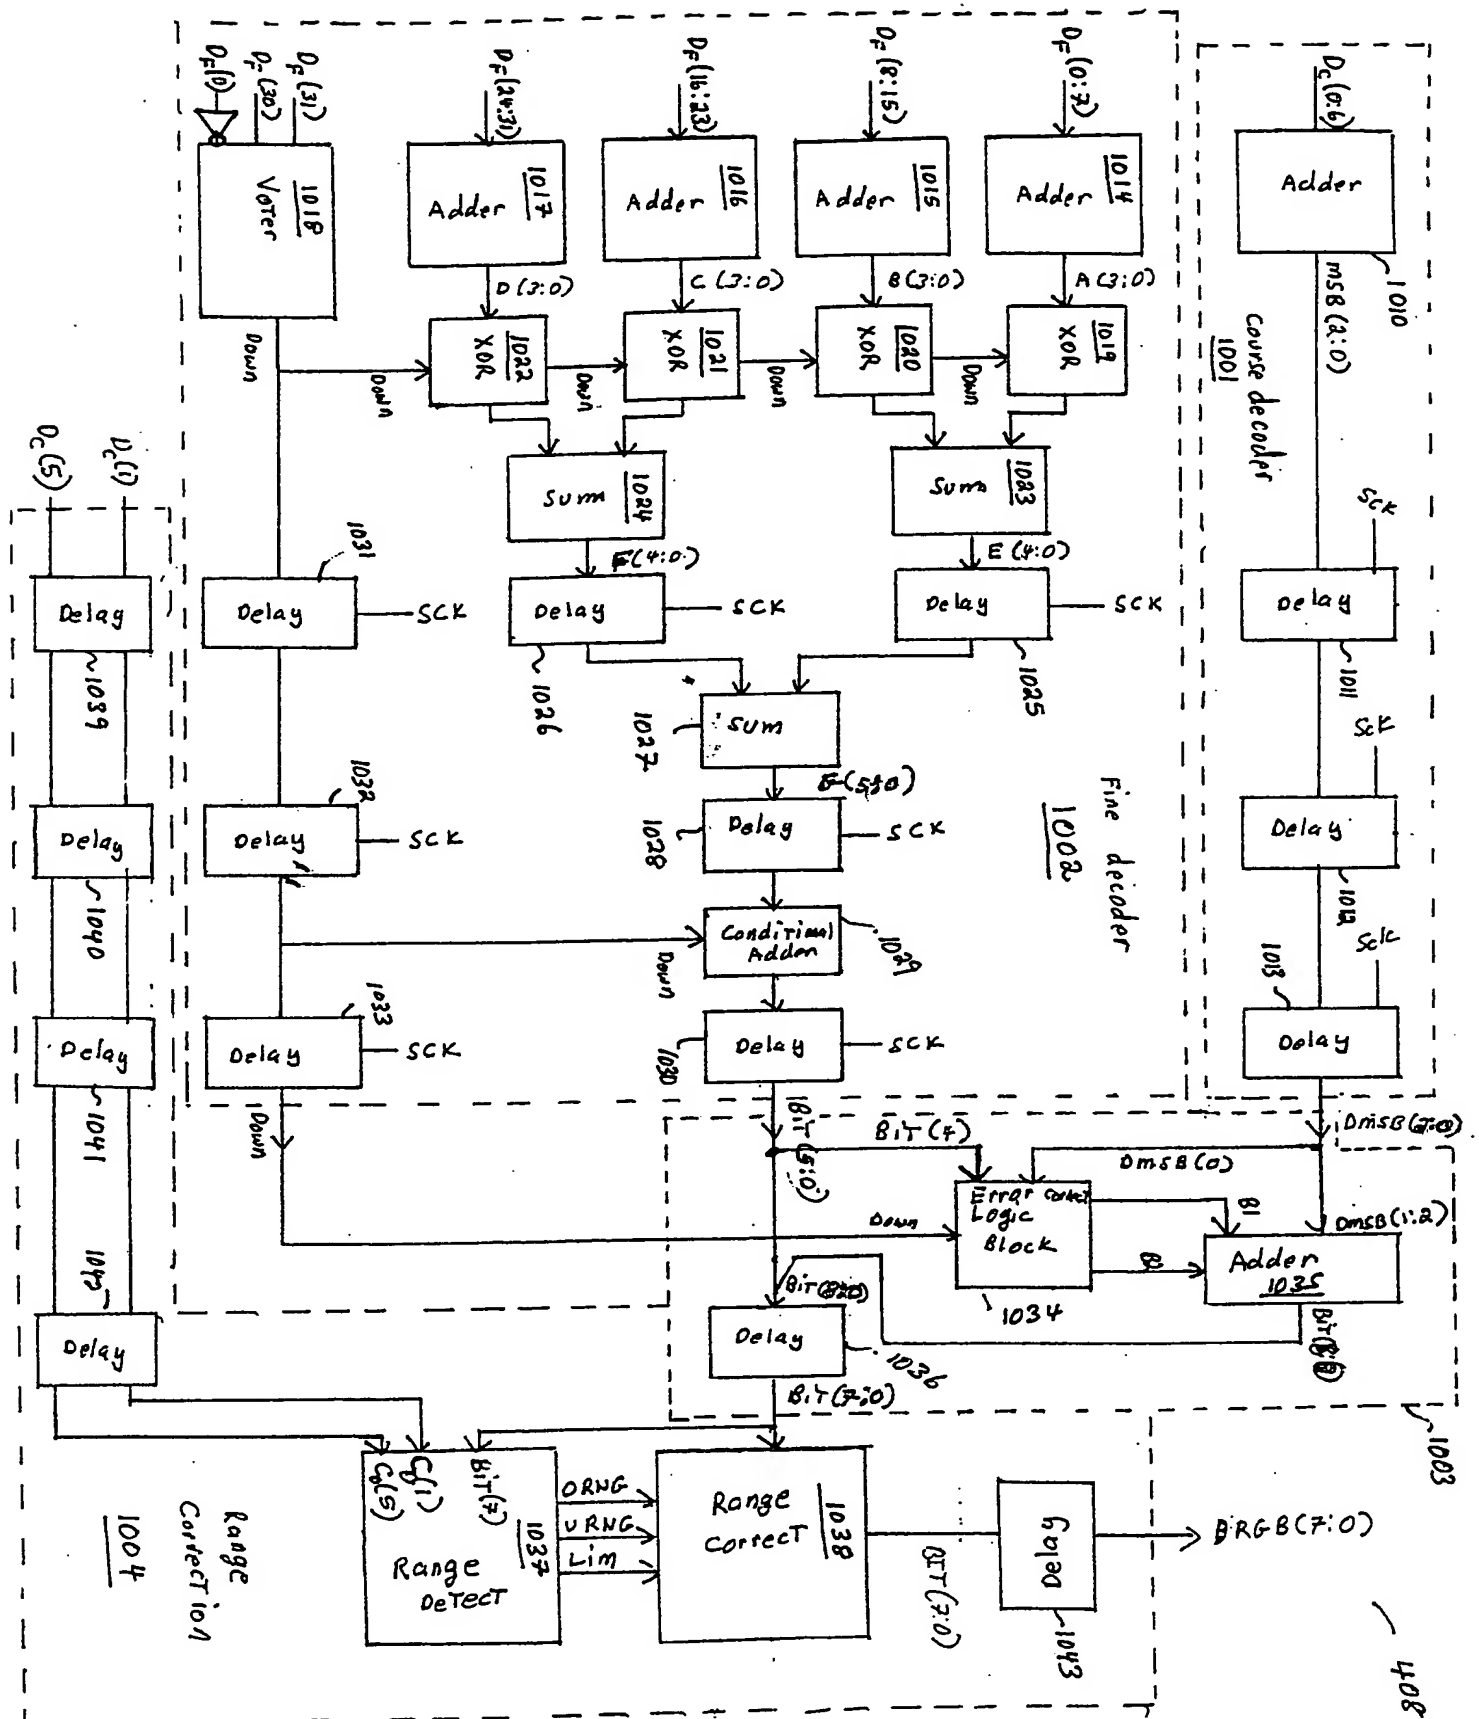 DF(0)
DF(30)
DF(31)
DF(24:31)
DF(16:23)
DF(8:15)
DF(0:7)
DC(0:6)
1018
Voter
1017
Adder
1016
Adder
1015
Adder
1014
Adder
Adder
1010
MSB(2:0)
Course decoder
1001
D(3:0)
C(3:0)
B(3:0)
A(3:0)
1022
XOR
1021
XOR
1020
XOR
1019
XOR
Down
Down
Down
Down
Down
DC(5)
DC(1)
1024
Sum
1023
Sum
F(4:0)
E(4:0)
SCK
1031
Delay
Delay
SCK
Delay
SCK
Delay
SCK
Delay
1039
1026
1025
1011
Sum
1027
SCK
Fine decoder
1002
1032
Delay
Delay
SCK
Delay
SCK
Delay
1040
1028
1012
SCK
Conditional
Adder
1029
Down
1013
1033
Delay
Delay
SCK
Delay
SCK
Delay
1041
1030
Down
BIT(5:0)
BIT(4)
DMSB(0)
Error Correct
Logic
Block
1034
Down
B1
DMSB(1:2)
Adder
1035
Delay
Delay
1036
BIT(7:0)
1003
CD(5)
CD(1)
BIT(7)
1037
Range
Detect
ORNG
URNG
LIM
1038
Range
Correct
BIT(7:0)
Delay
1043
BRGB(7:0)
Range
Correction
1004
408